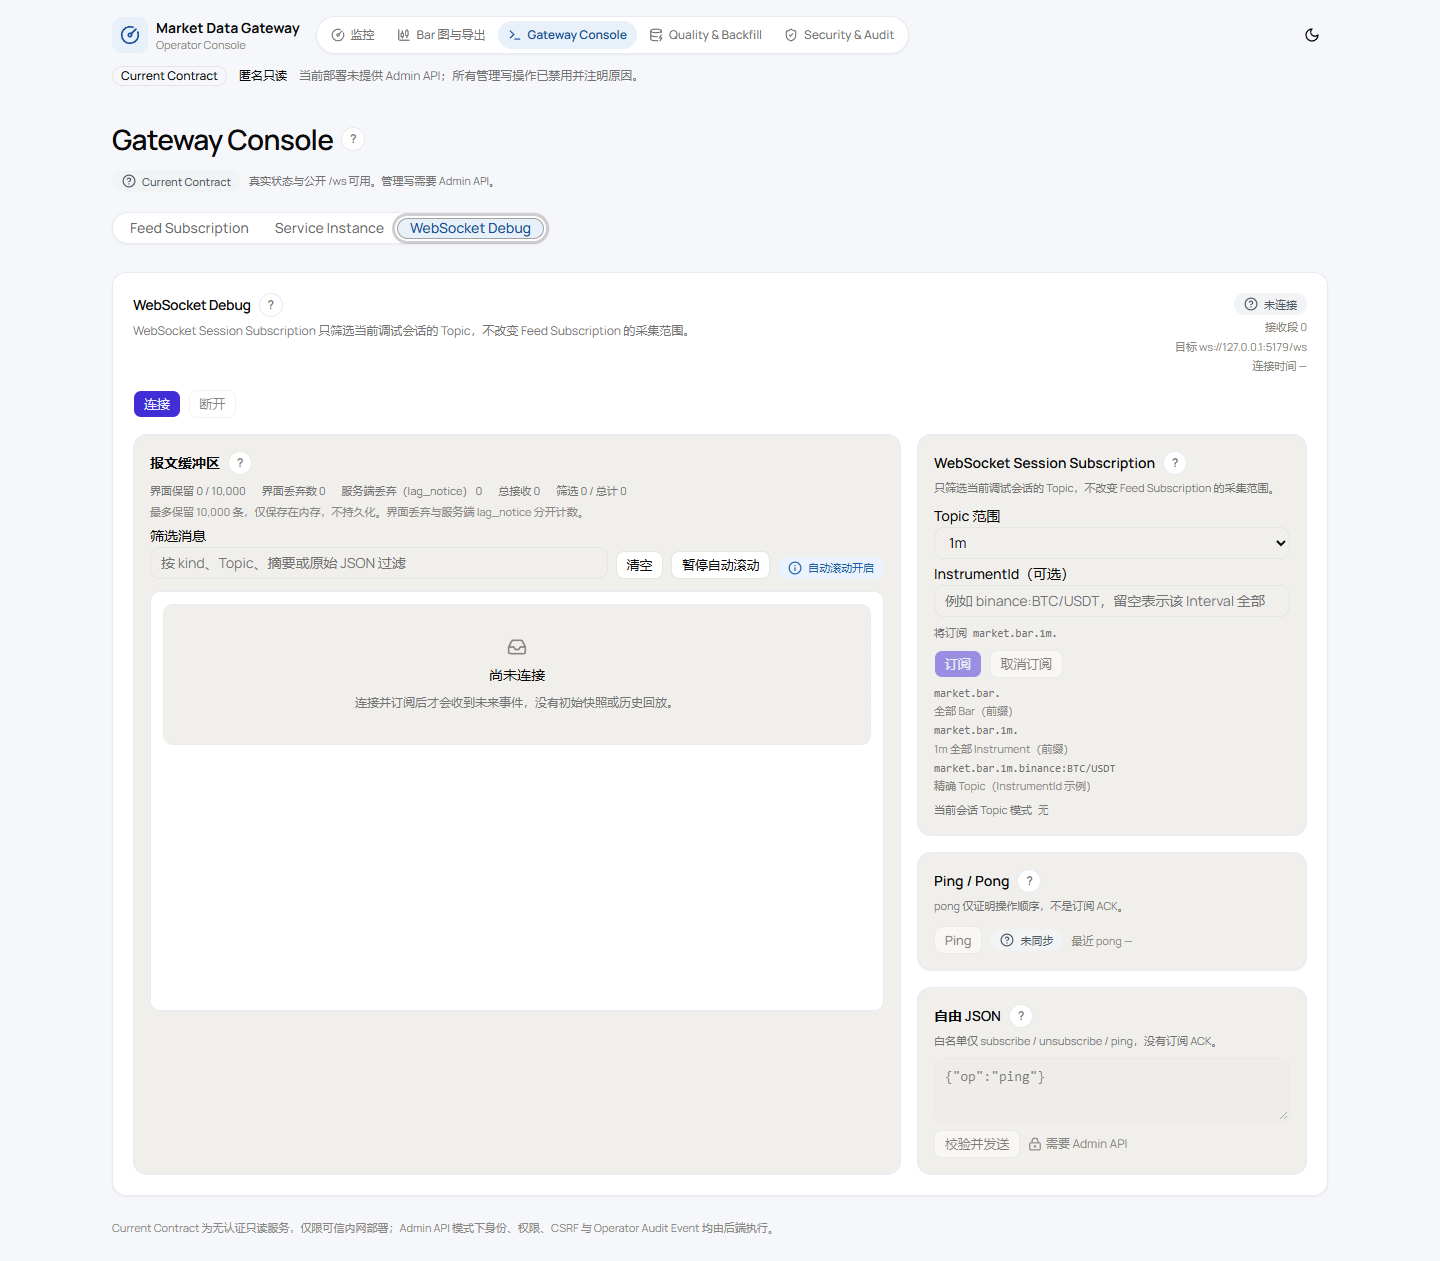 Market Data Gateway
Operator Console
监控
Bar 图与导出
Gateway Console
Quality & Backfill
Security & Audit
Current Contract
匿名只读
当前部署未提供 Admin API；所有管理写操作已禁用并注明原因。
Gateway Console
?
Current Contract
真实状态与公开 /ws 可用。管理写需要 Admin API。
Feed Subscription
Service Instance
WebSocket Debug
WebSocket Debug
?
WebSocket Session Subscription 只筛选当前调试会话的 Topic，不改变 Feed Subscription 的采集范围。
未连接
接收段 0
目标 ws://127.0.0.1:5179/ws
连接时间 —
连接
断开
报文缓冲区
?
界面保留 0 / 10,000
界面丢弃数 0
服务端丢弃（lag_notice） 0
总接收 0
筛选 0 / 总计 0
最多保留 10,000 条，仅保存在内存，不持久化。界面丢弃与服务端 lag_notice 分开计数。
筛选消息
按 kind、Topic、摘要或原始 JSON 过滤
清空
暂停自动滚动
自动滚动开启
尚未连接
连接并订阅后才会收到未来事件，没有初始快照或历史回放。
WebSocket Session Subscription
?
只筛选当前调试会话的 Topic，不改变 Feed Subscription 的采集范围。
Topic 范围
1m
InstrumentId（可选）
例如 binance:BTC/USDT，留空表示该 Interval 全部
将订阅 market.bar.1m.
订阅
取消订阅
market.bar.
全部 Bar（前缀）
market.bar.1m.
1m 全部 Instrument（前缀）
market.bar.1m.binance:BTC/USDT
精确 Topic（InstrumentId 示例）
当前会话 Topic 模式 无
Ping / Pong
?
pong 仅证明操作顺序，不是订阅 ACK。
Ping
未同步
最近 pong —
自由 JSON
?
白名单仅 subscribe / unsubscribe / ping，没有订阅 ACK。
{"op":"ping"}
校验并发送
需要 Admin API
Current Contract 为无认证只读服务，仅限可信内网部署；Admin API 模式下身份、权限、CSRF 与 Operator Audit Event 均由后端执行。